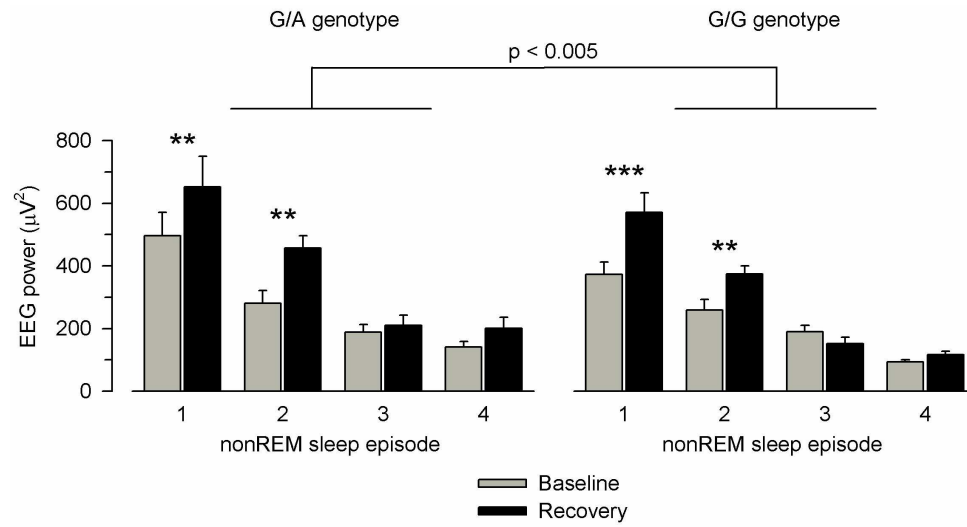 G/A genotype G/G genotype
p < 0.005
800
600
400
200
0
EEG power (μV²)
** ** *** **
1 2 3 4 1 2 3 4
nonREM sleep episode nonREM sleep episode
Baseline
Recovery